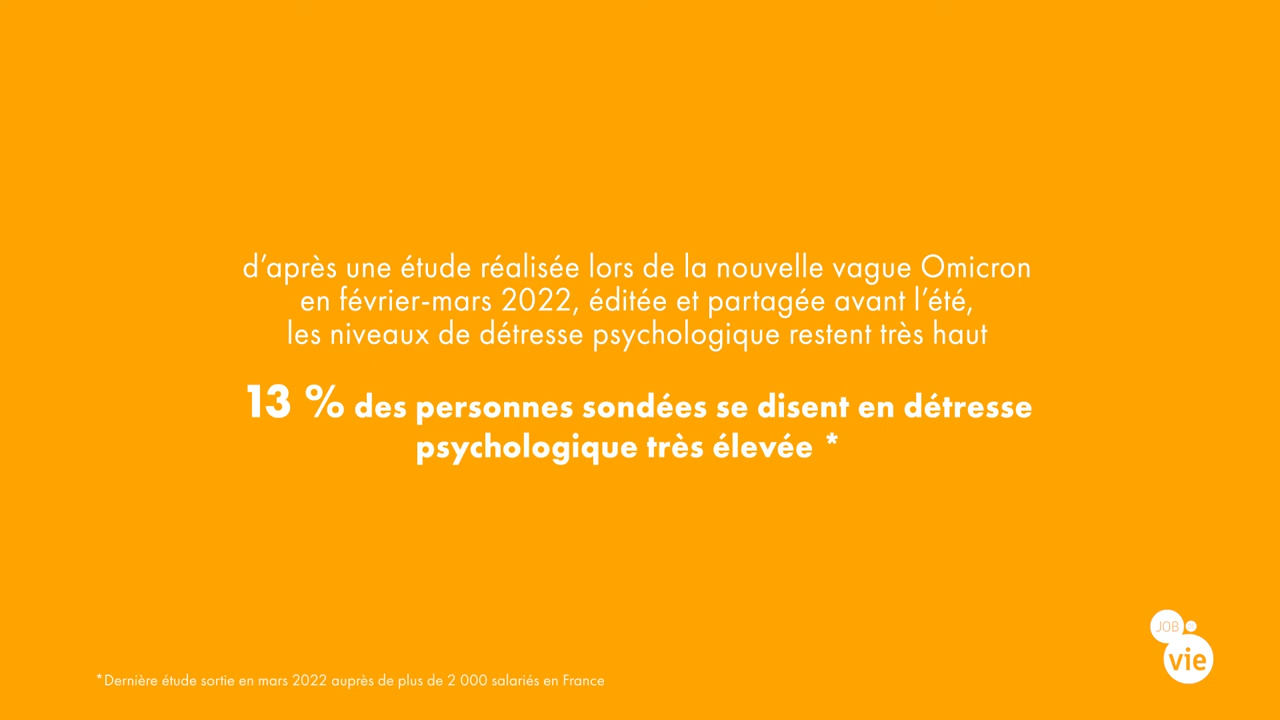 d’après une étude réalisée lors de la nouvelle vague Omicron
en février-mars 2022, éditée et partagée avant l’été,
les niveaux de détresse psychologique restent très haut
13 % des personnes sondées se disent en détresse
psychologique très élevée *
JOB
vie
*Dernière étude sortie en mars 2022 auprès de plus de 2 000 salariés en France